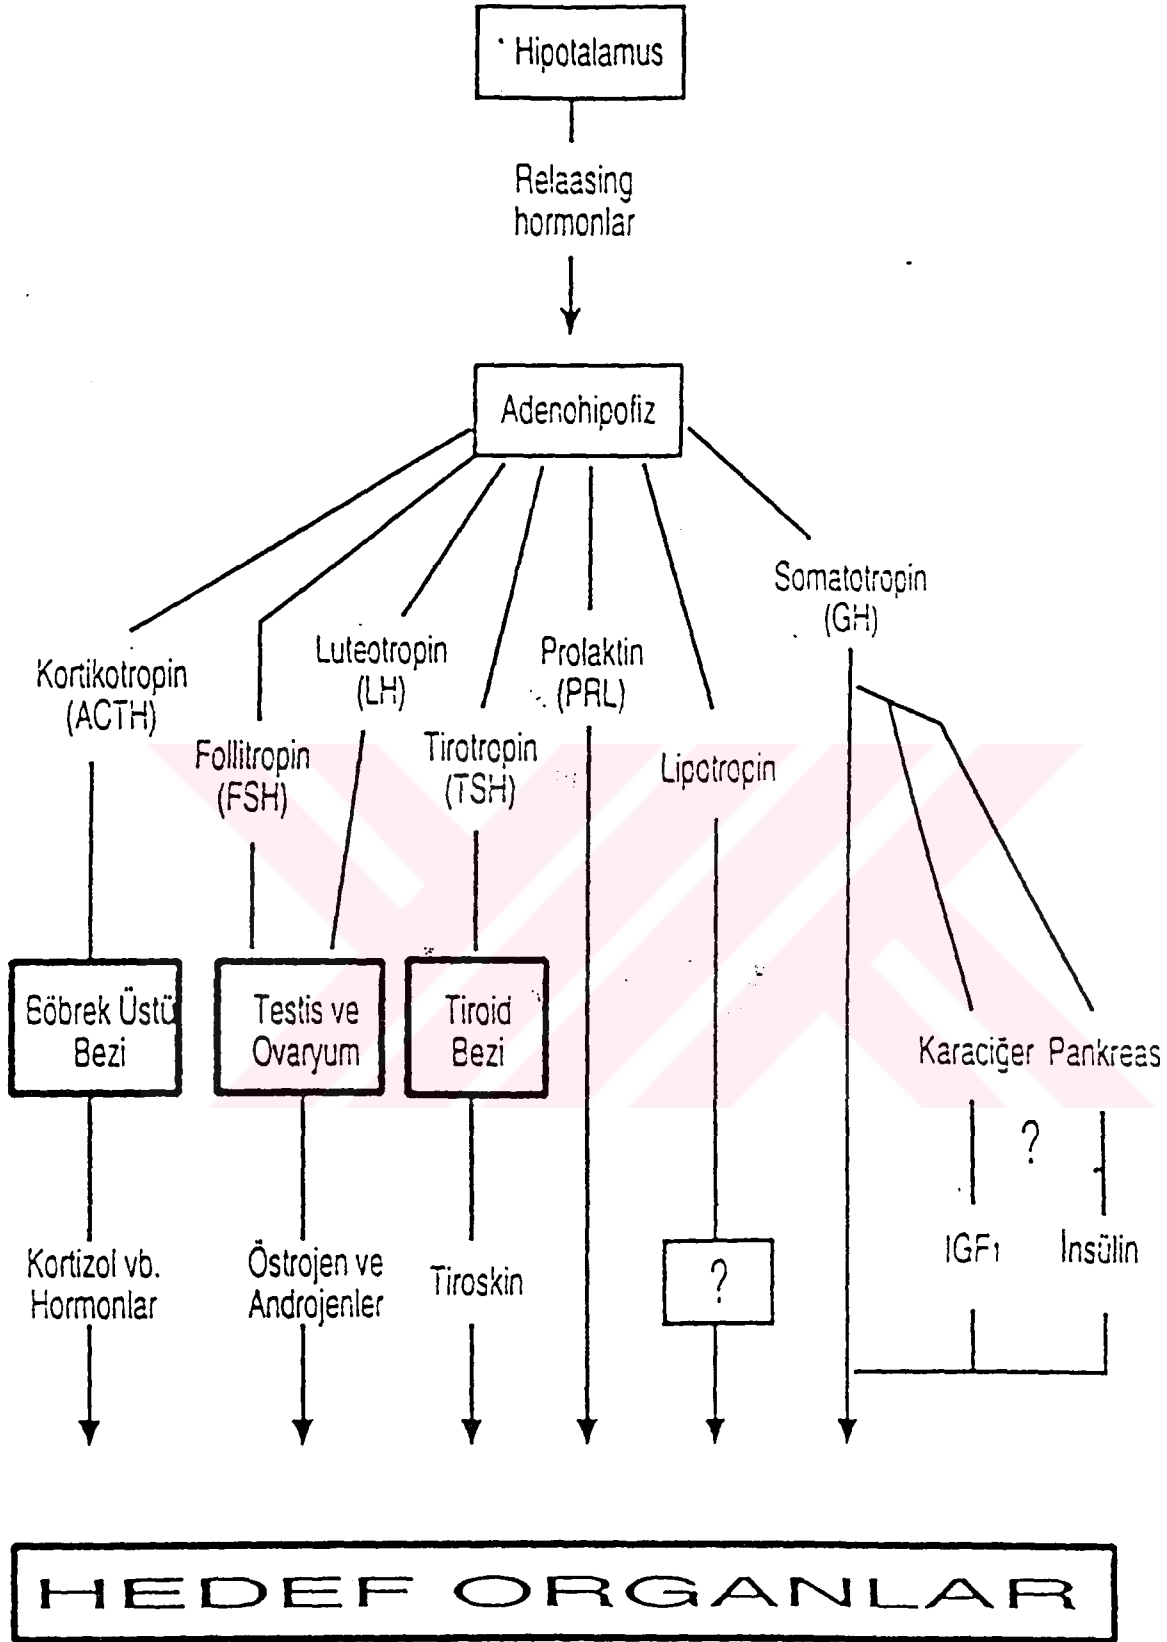 Hipotalamus
Relaasing
hormonlar
Adenohipofiz
Somatotropin
(GH)
Luteotropin
(LH)
Prolaktin
(PRL)
Kortikotropin
(ACTH)
Follitropin
(FSH)
Tirotropin
(TSH)
Lipotropin
Böbrek Üstü
Bezi
Testis ve
Ovaryum
Tiroid
Bezi
Karaciğer Pankreas
?
Kortizol vb.
Hormonlar
Östrojen ve
Androjenler
Tiroskin
?
IGF1
İnsülin
HEDEF ORGANLAR